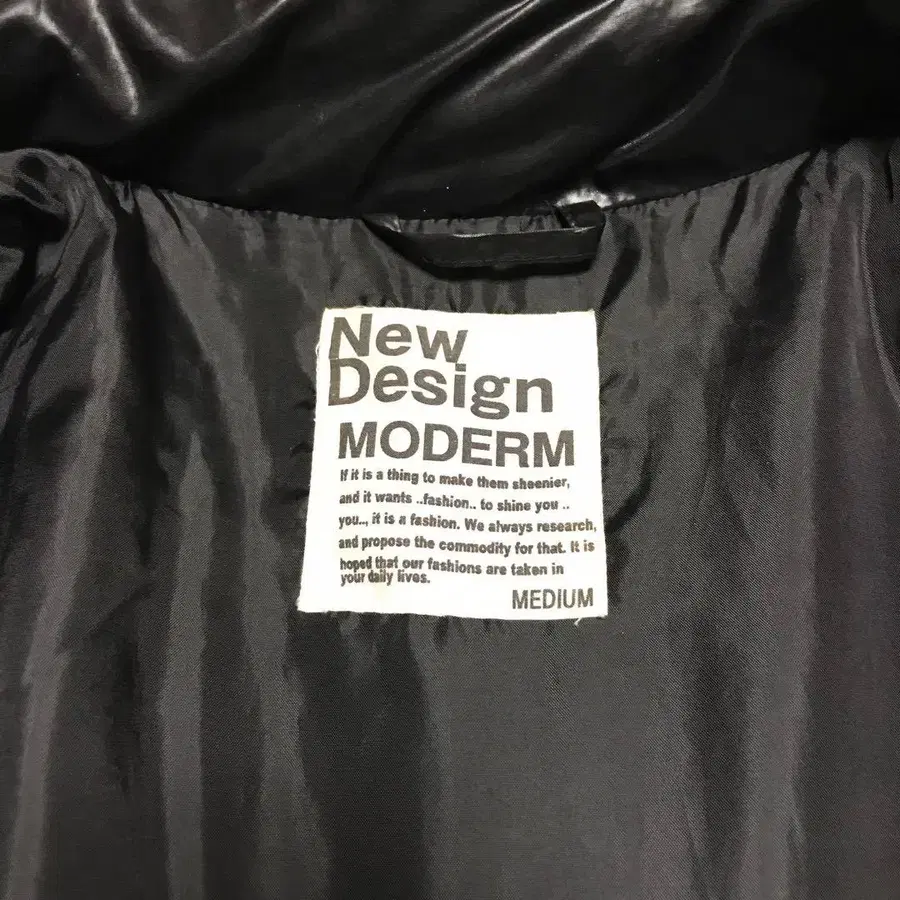 New
Design
MODERM
If it is a thing to make them sheenier,
and it wants ..fashion.. to shine you ..
you.., it is a fashion. We always research,
and propose the commodity for that. It is
hoped that our fashions are taken in
your daily lives.
MEDIUM